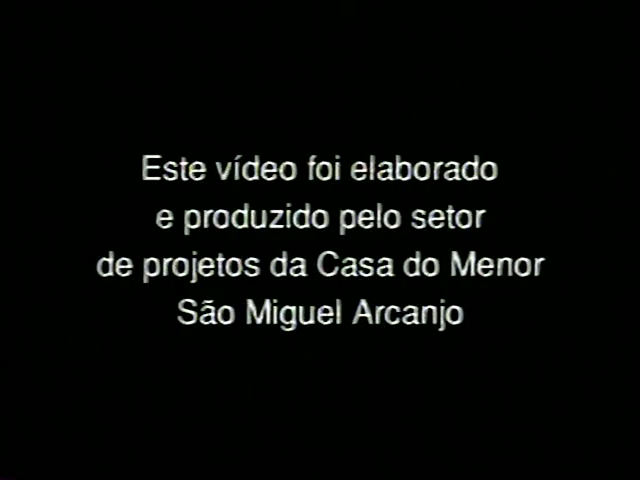 Este vídeo foi elaborado
e produzido pelo setor
de projetos da Casa do Menor
São Miguel Arcanjo